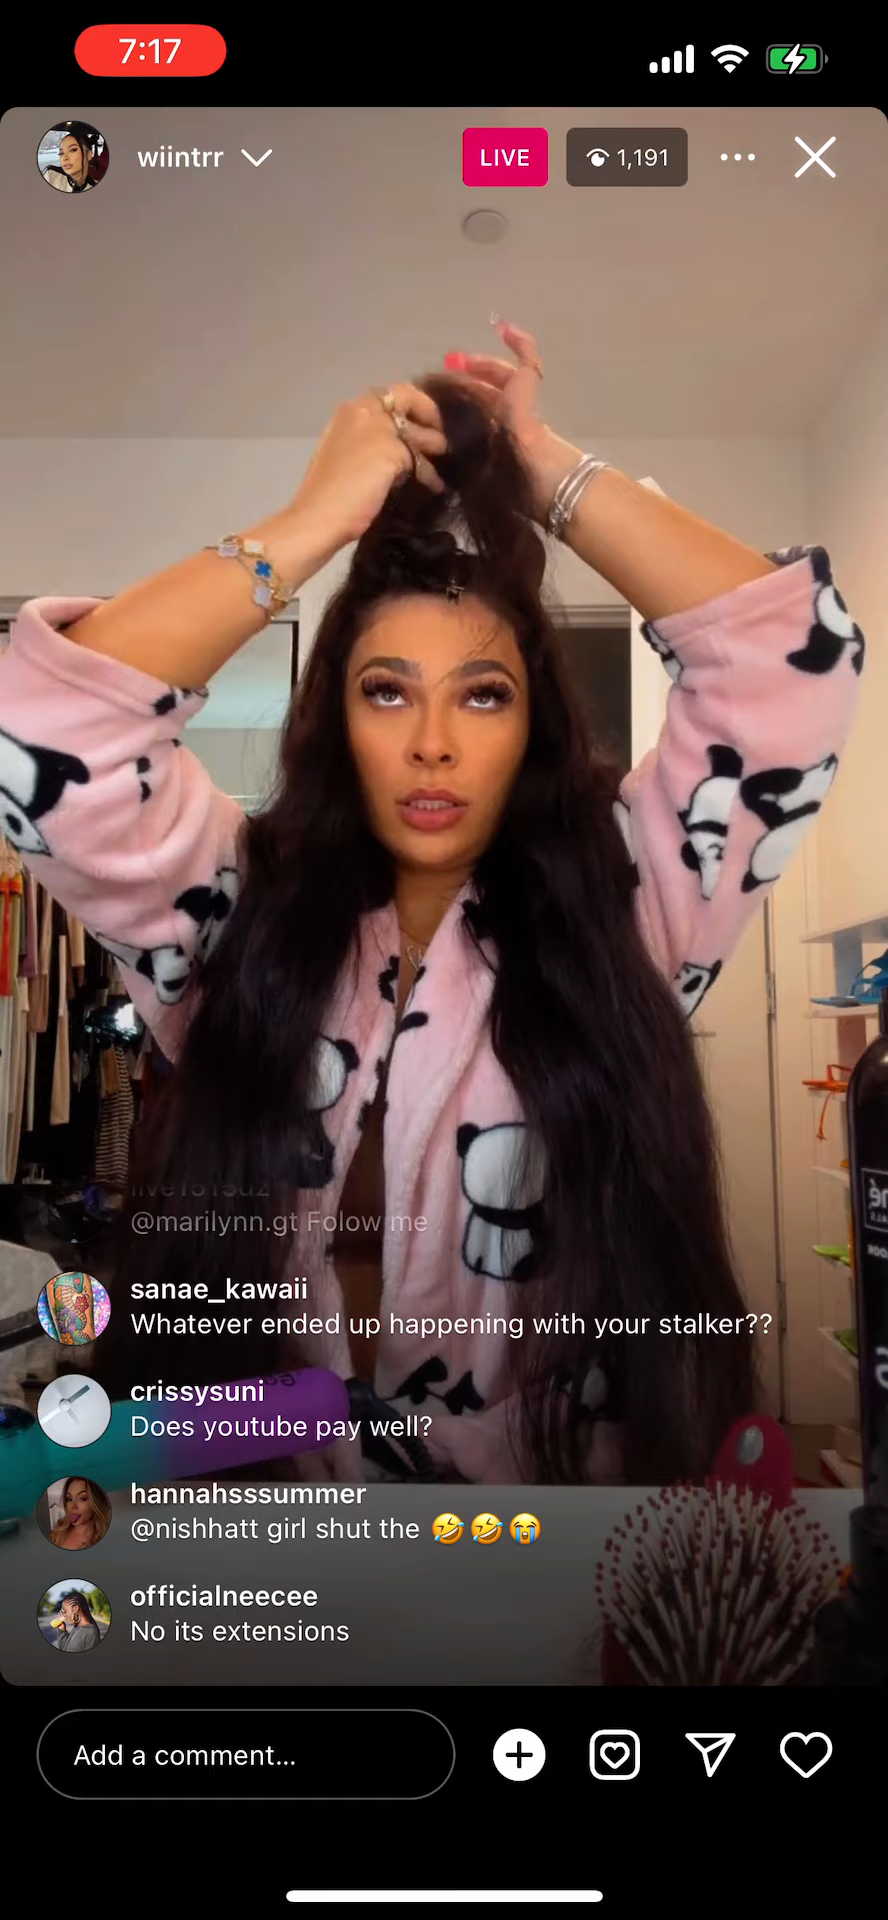 7:17
wiintrr
LIVE
1,191
@marilynn.gt Folow me
sanae_kawaii
Whatever ended up happening with your stalker??
crissysuni
Does youtube pay well?
hannahsssummer
@nishhatt girl shut the 🤣🤣😭
officialneecee
No its extensions
Add a comment...